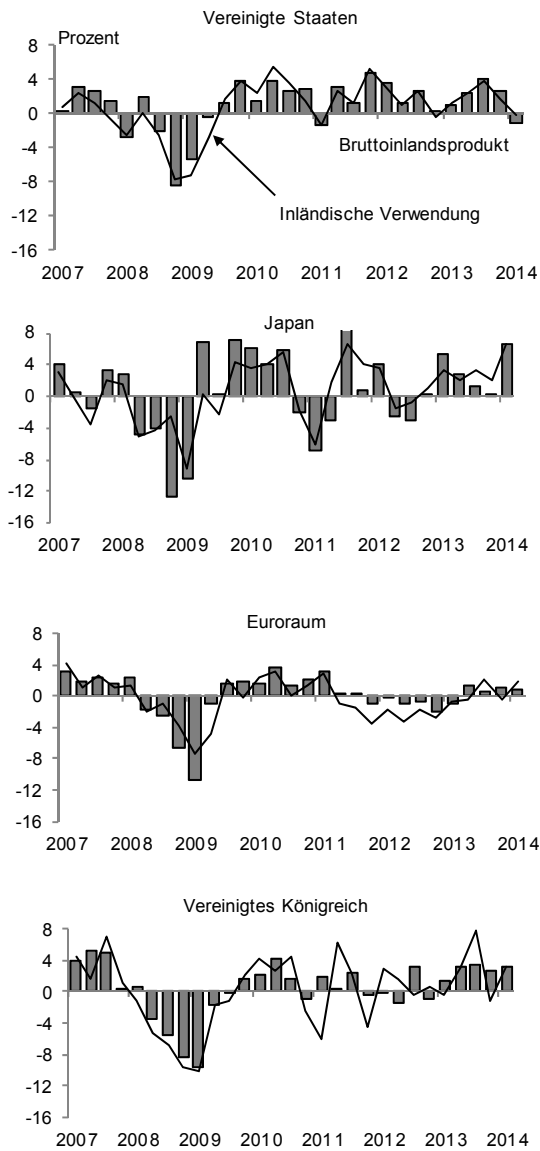 Vereinigte Staaten
Prozent
8
4
0
-4
-8
-12
-16
Bruttoinlandsprodukt
Inländische Verwendung
2007 2008 2009 2010 2011 2012 2013 2014
Japan
8
4
0
-4
-8
-12
-16
2007 2008 2009 2010 2011 2012 2013 2014
Euroraum
8
4
0
-4
-8
-12
-16
2007 2008 2009 2010 2011 2012 2013 2014
Vereinigtes Königreich
8
4
0
-4
-8
-12
-16
2007 2008 2009 2010 2011 2012 2013 2014